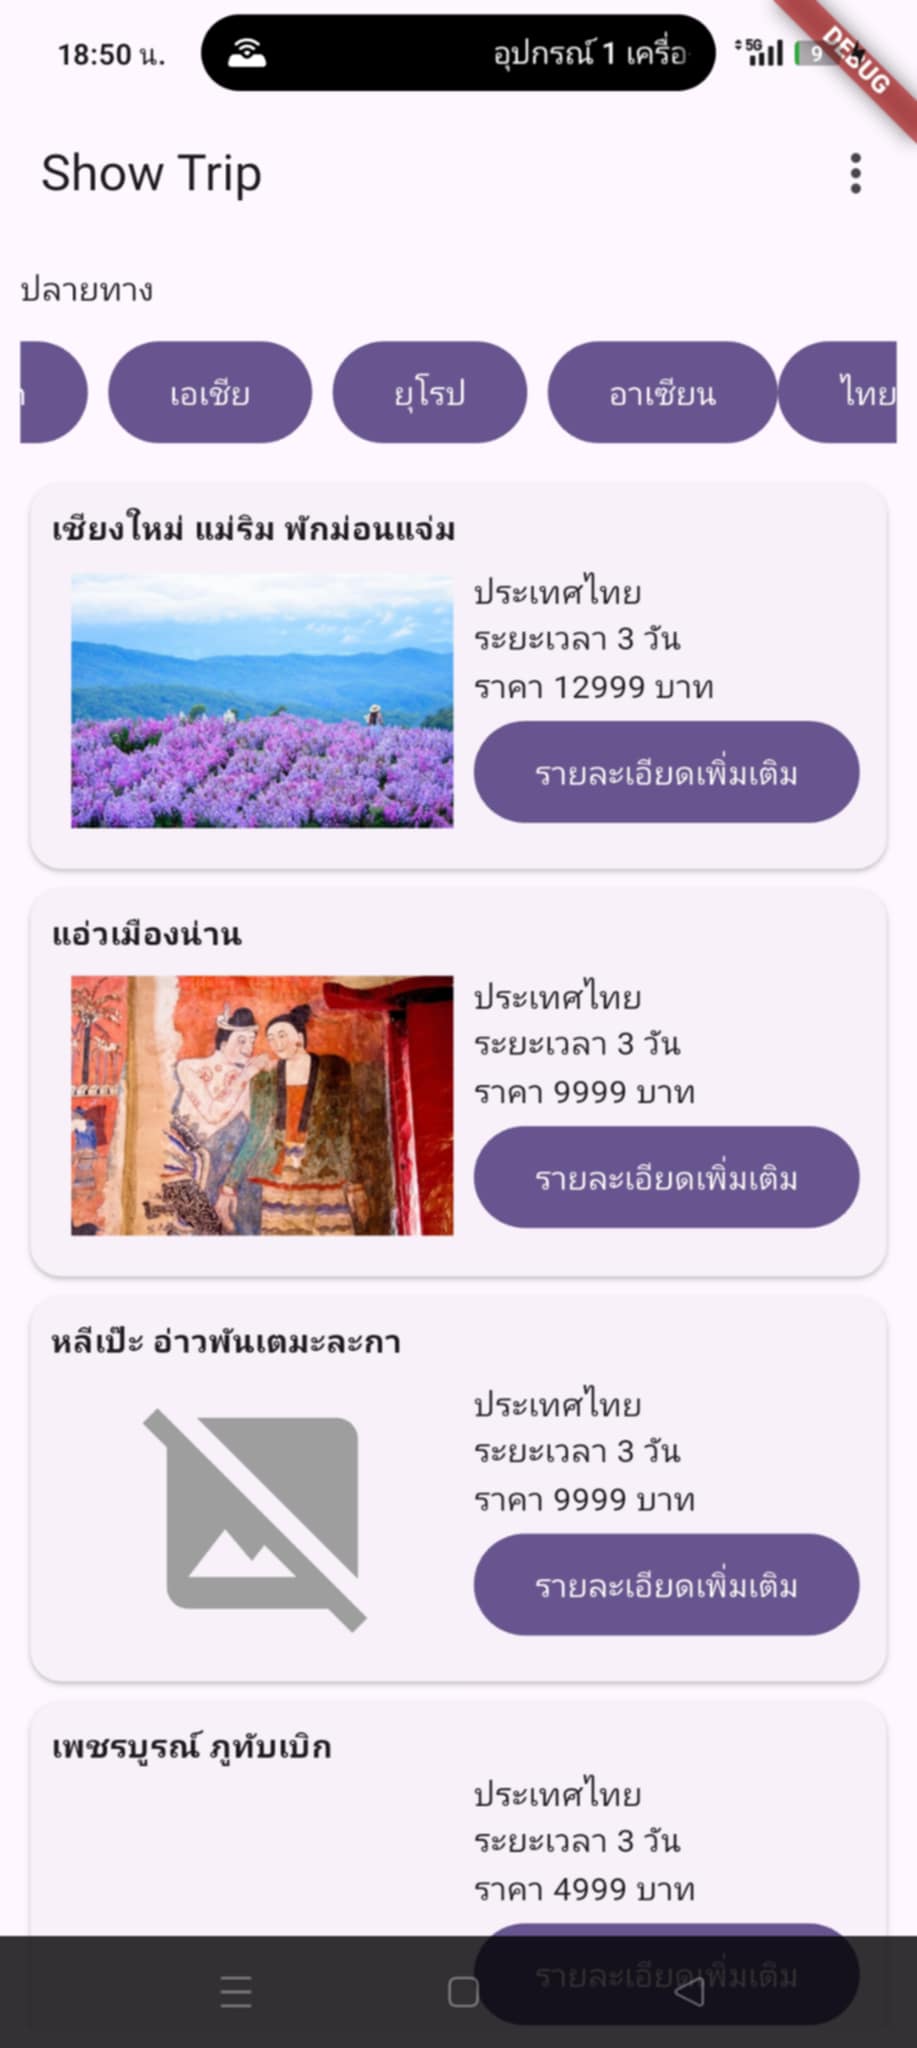 18:50 น.
อุปกรณ์ 1 เครื่อ
5G
9
DEBUG
Show Trip
ปลายทาง
เอเชีย
ยุโรป
อาเซียน
ไทย
เชียงใหม่ แม่ริม พักม่อนแจ่ม
ประเทศไทย
ระยะเวลา 3 วัน
ราคา 12999 บาท
รายละเอียดเพิ่มเติม
แอ่วเมืองน่าน
ประเทศไทย
ระยะเวลา 3 วัน
ราคา 9999 บาท
รายละเอียดเพิ่มเติม
หลีเป๊ะ อ่าวพันเตมะละกา
ประเทศไทย
ระยะเวลา 3 วัน
ราคา 9999 บาท
รายละเอียดเพิ่มเติม
เพชรบูรณ์ ภูทับเบิก
ประเทศไทย
ระยะเวลา 3 วัน
ราคา 4999 บาท
รายละเอียดเพิ่มเติม